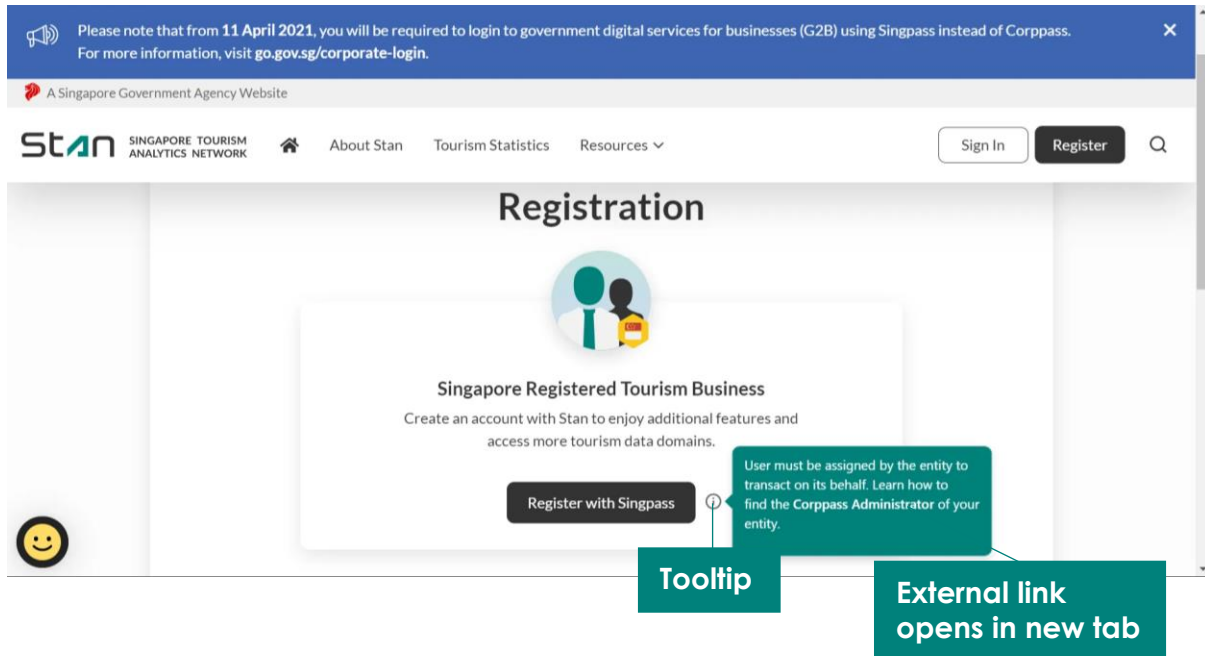 Please note that from 11 April 2021, you will be required to login to government digital services for businesses (G2B) using Singpass instead of Corppass.
For more information, visit go.gov.sg/corporate-login.
A Singapore Government Agency Website
Stan SINGAPORE TOURISM
ANALYTICS NETWORK
About Stan Tourism Statistics Resources Sign In Register
Registration
Singapore Registered Tourism Business
Create an account with Stan to enjoy additional features and
access more tourism data domains.
Register with Singpass
User must be assigned by the entity to
transact on its behalf. Learn how to
find the Corppass Administrator of your
entity.
Tooltip
External link
opens in new tab